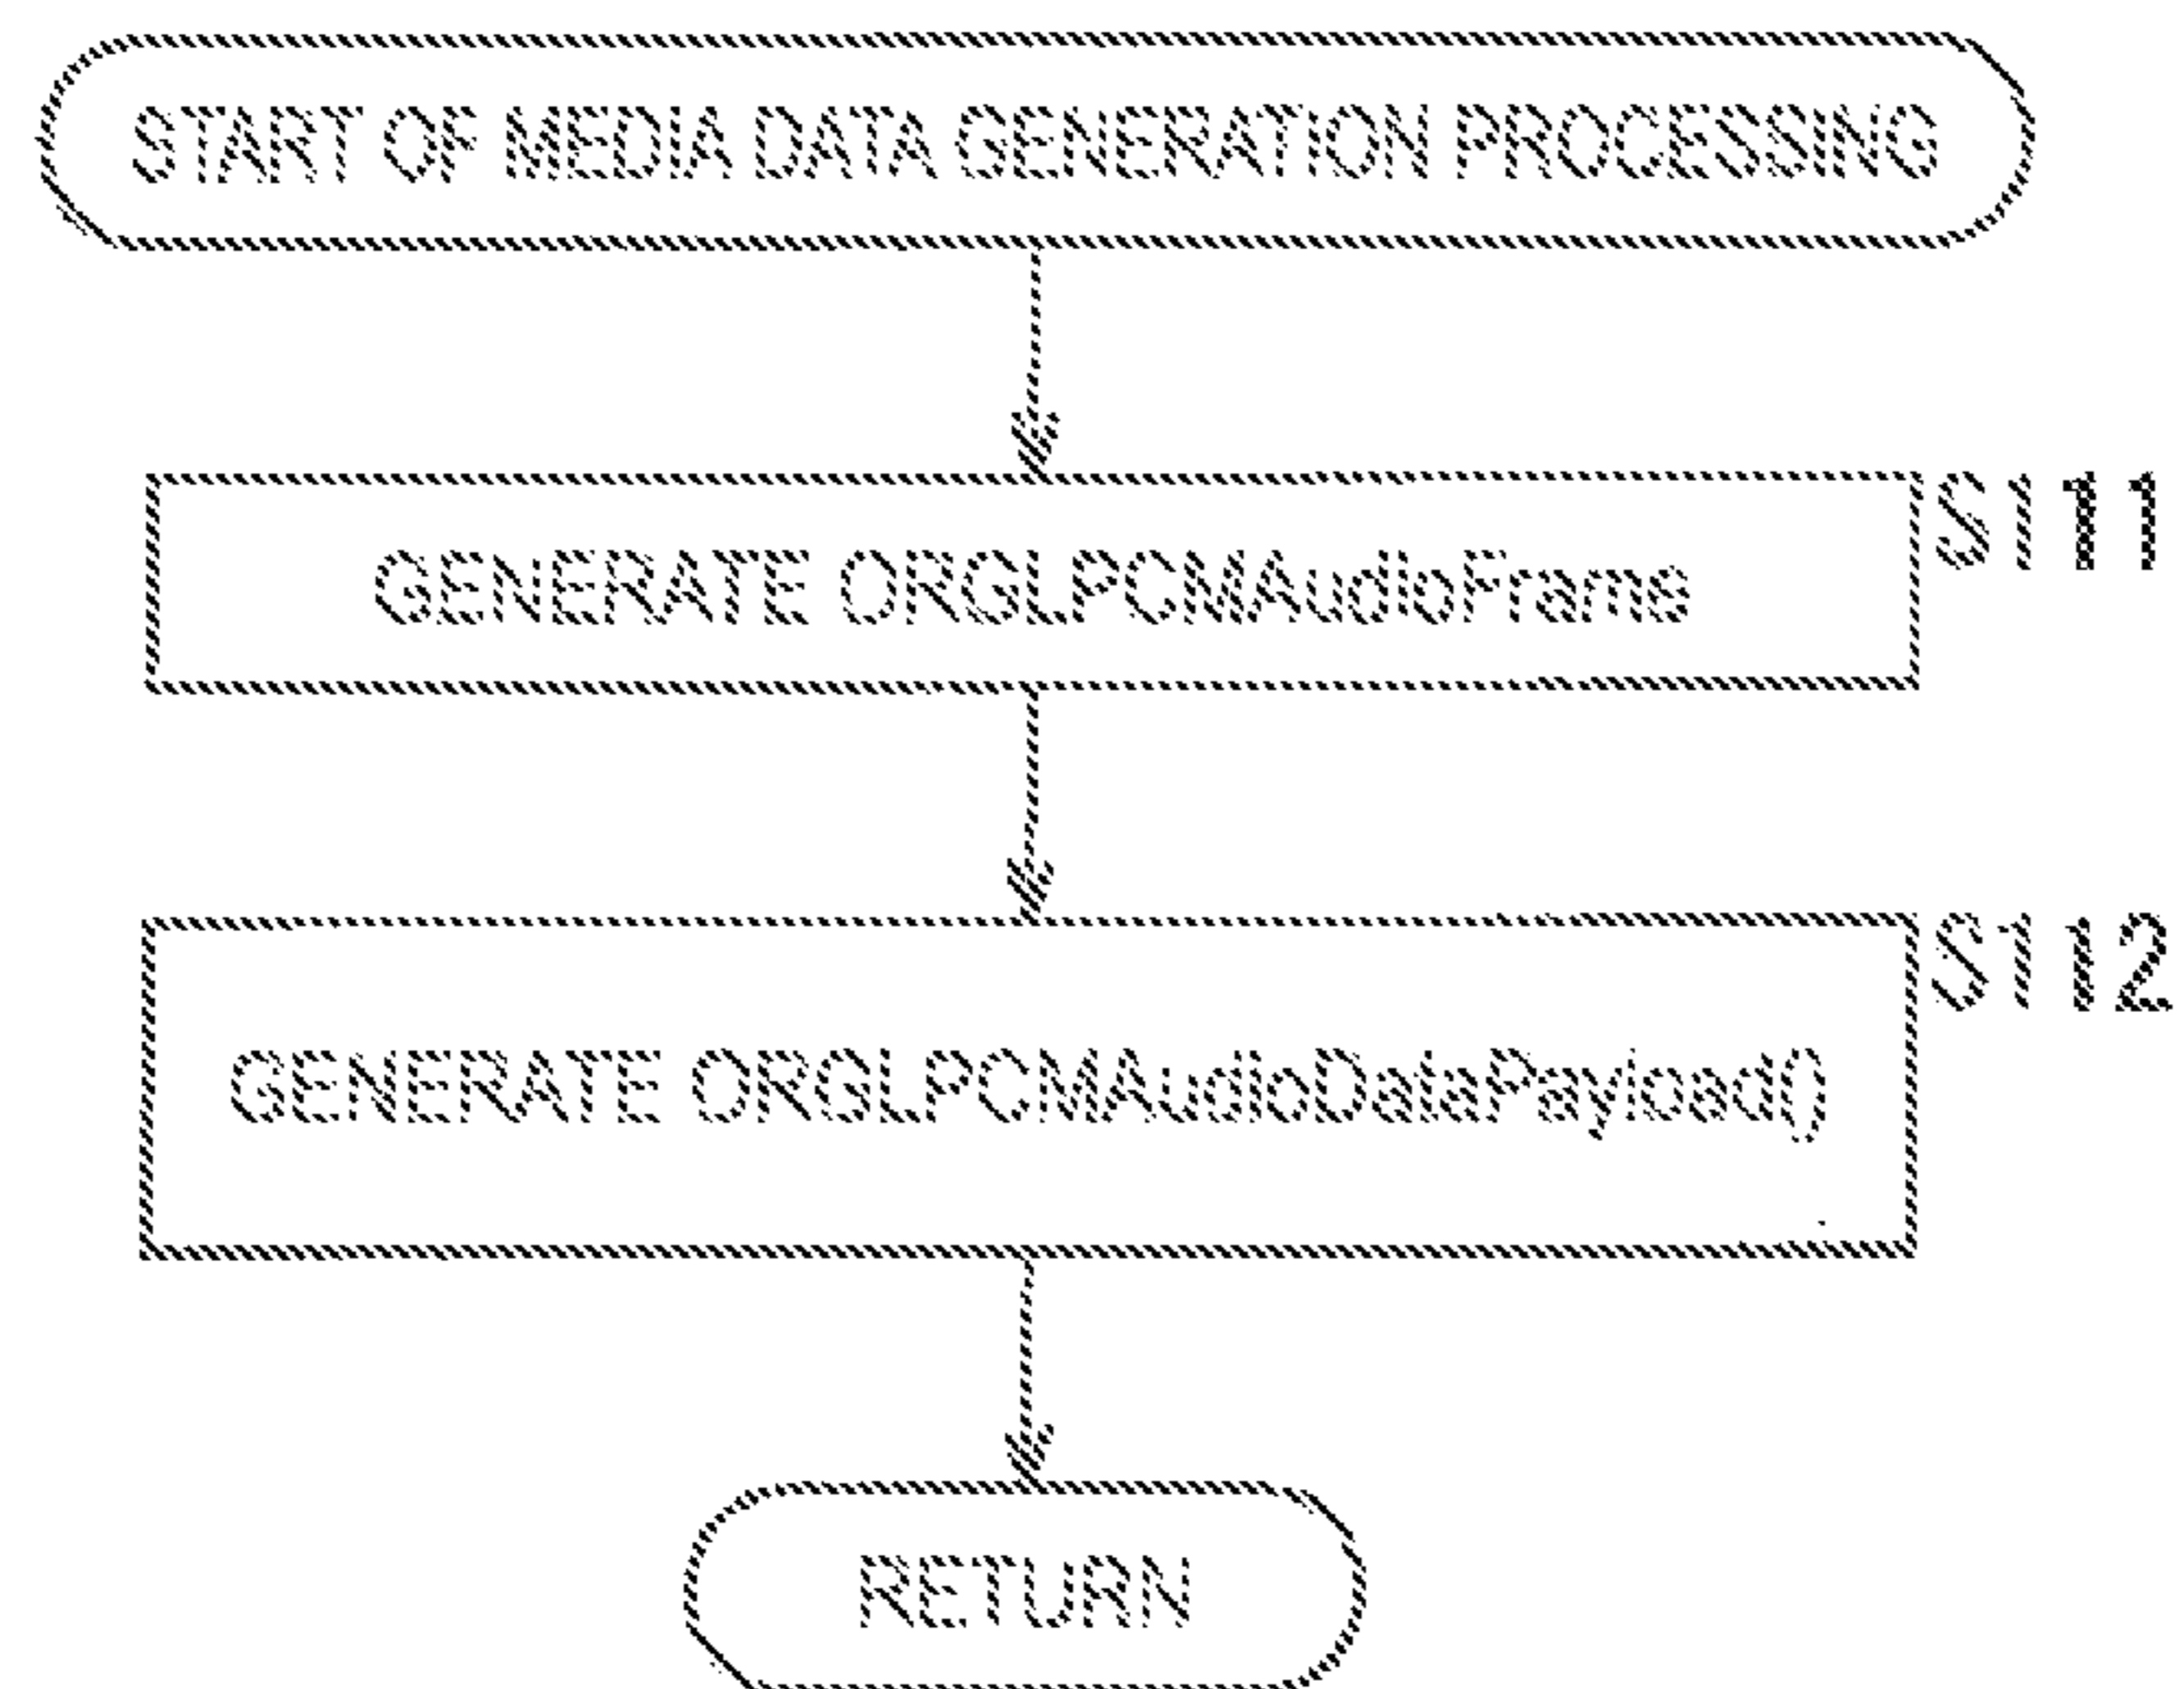 START OF MEDIA DATA GENERATION PROCESSING
S111
GENERATE ORGLPCMAudioFrame
S112
GENERATE ORGLPCMAudioDataPayload()
RETURN